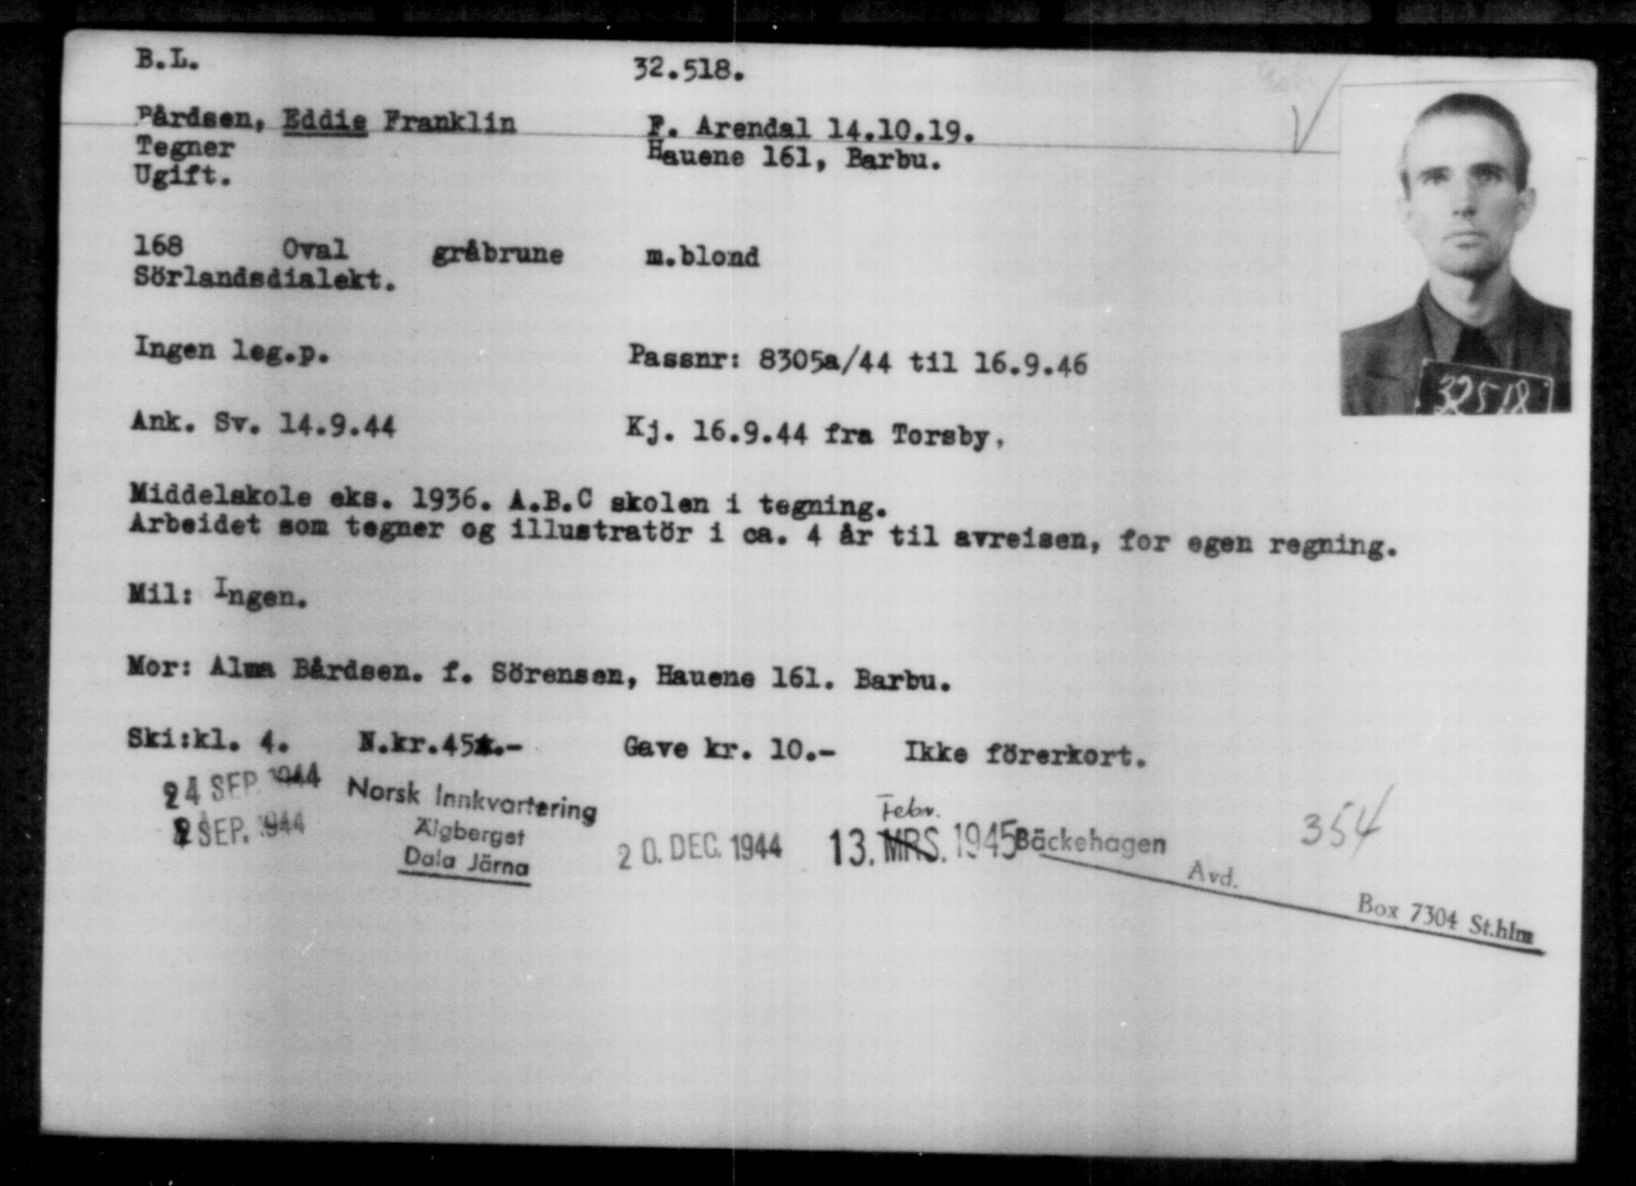 B.L. 32.518.
Bårdsen, Eddie Franklin F. Arendal 14.10.19.
Tegner Hauene 161, Barbu.
Ugift.
168 Oval gråbrune m.blond
Sörlandsdialekt.
Ingen leg.p. Passnr: 8305a/44 til 16.9.46
Ank. Sv. 14.9.44 Kj. 16.9.44 fra Torsby,
Middelskole eks. 1936. A.B.C skolen i tegning.
Arbeidet som tegner og illustratör i ca. 4 år til avreisen, for egen regning.
Mil: Ingen.
Mor: Alma Bårdsen. f. Sörensen, Hauene 161. Barbu.
Ski:kl. 4. N.kr.45.- Gave kr. 10.- Ikke förerkort.
24 SEP. 1944 Norsk Innkvartering
SEP. 1944 Älgberget
Dala Järna
20. DEC. 1944
Febr.
13. MRS. 1945 Bäckehagen
Avd.
Box 7304 St.hlm
354
32518